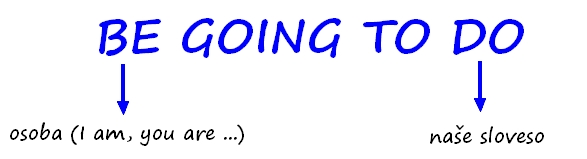 BE GOING TO DO
osoba (I am, you are ...)
naše sloveso